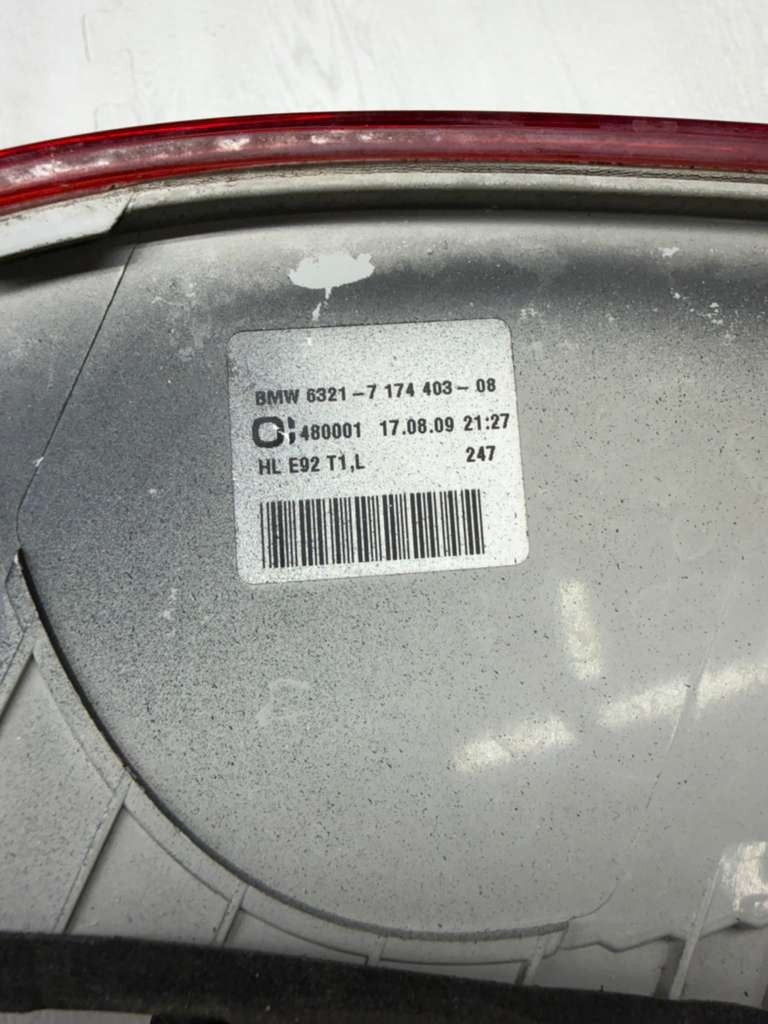 BMW 6321-7 174 403-08
480001 17.08.09 21:27
HL E92 T1,L 247